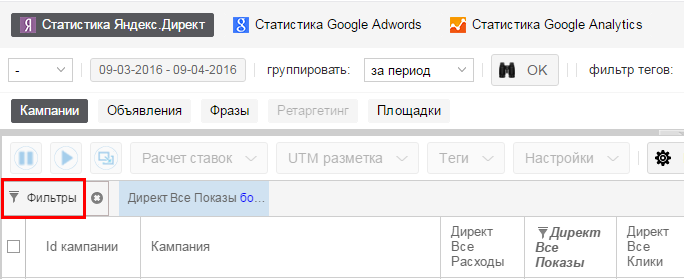 Статистика Яндекс.Директ Статистика Google Adwords Статистика Google Analytics
- 09-03-2016 - 09-04-2016 группировать: за период OK фильтр тегов:
Кампании Объявления Фразы Ретаргетинг Площадки
Расчет ставок UTM разметка Теги Настройки
Фильтры Директ Все Показы бо...
Id кампании Кампания Директ Все Расходы Директ Все Показы Директ Все Клики